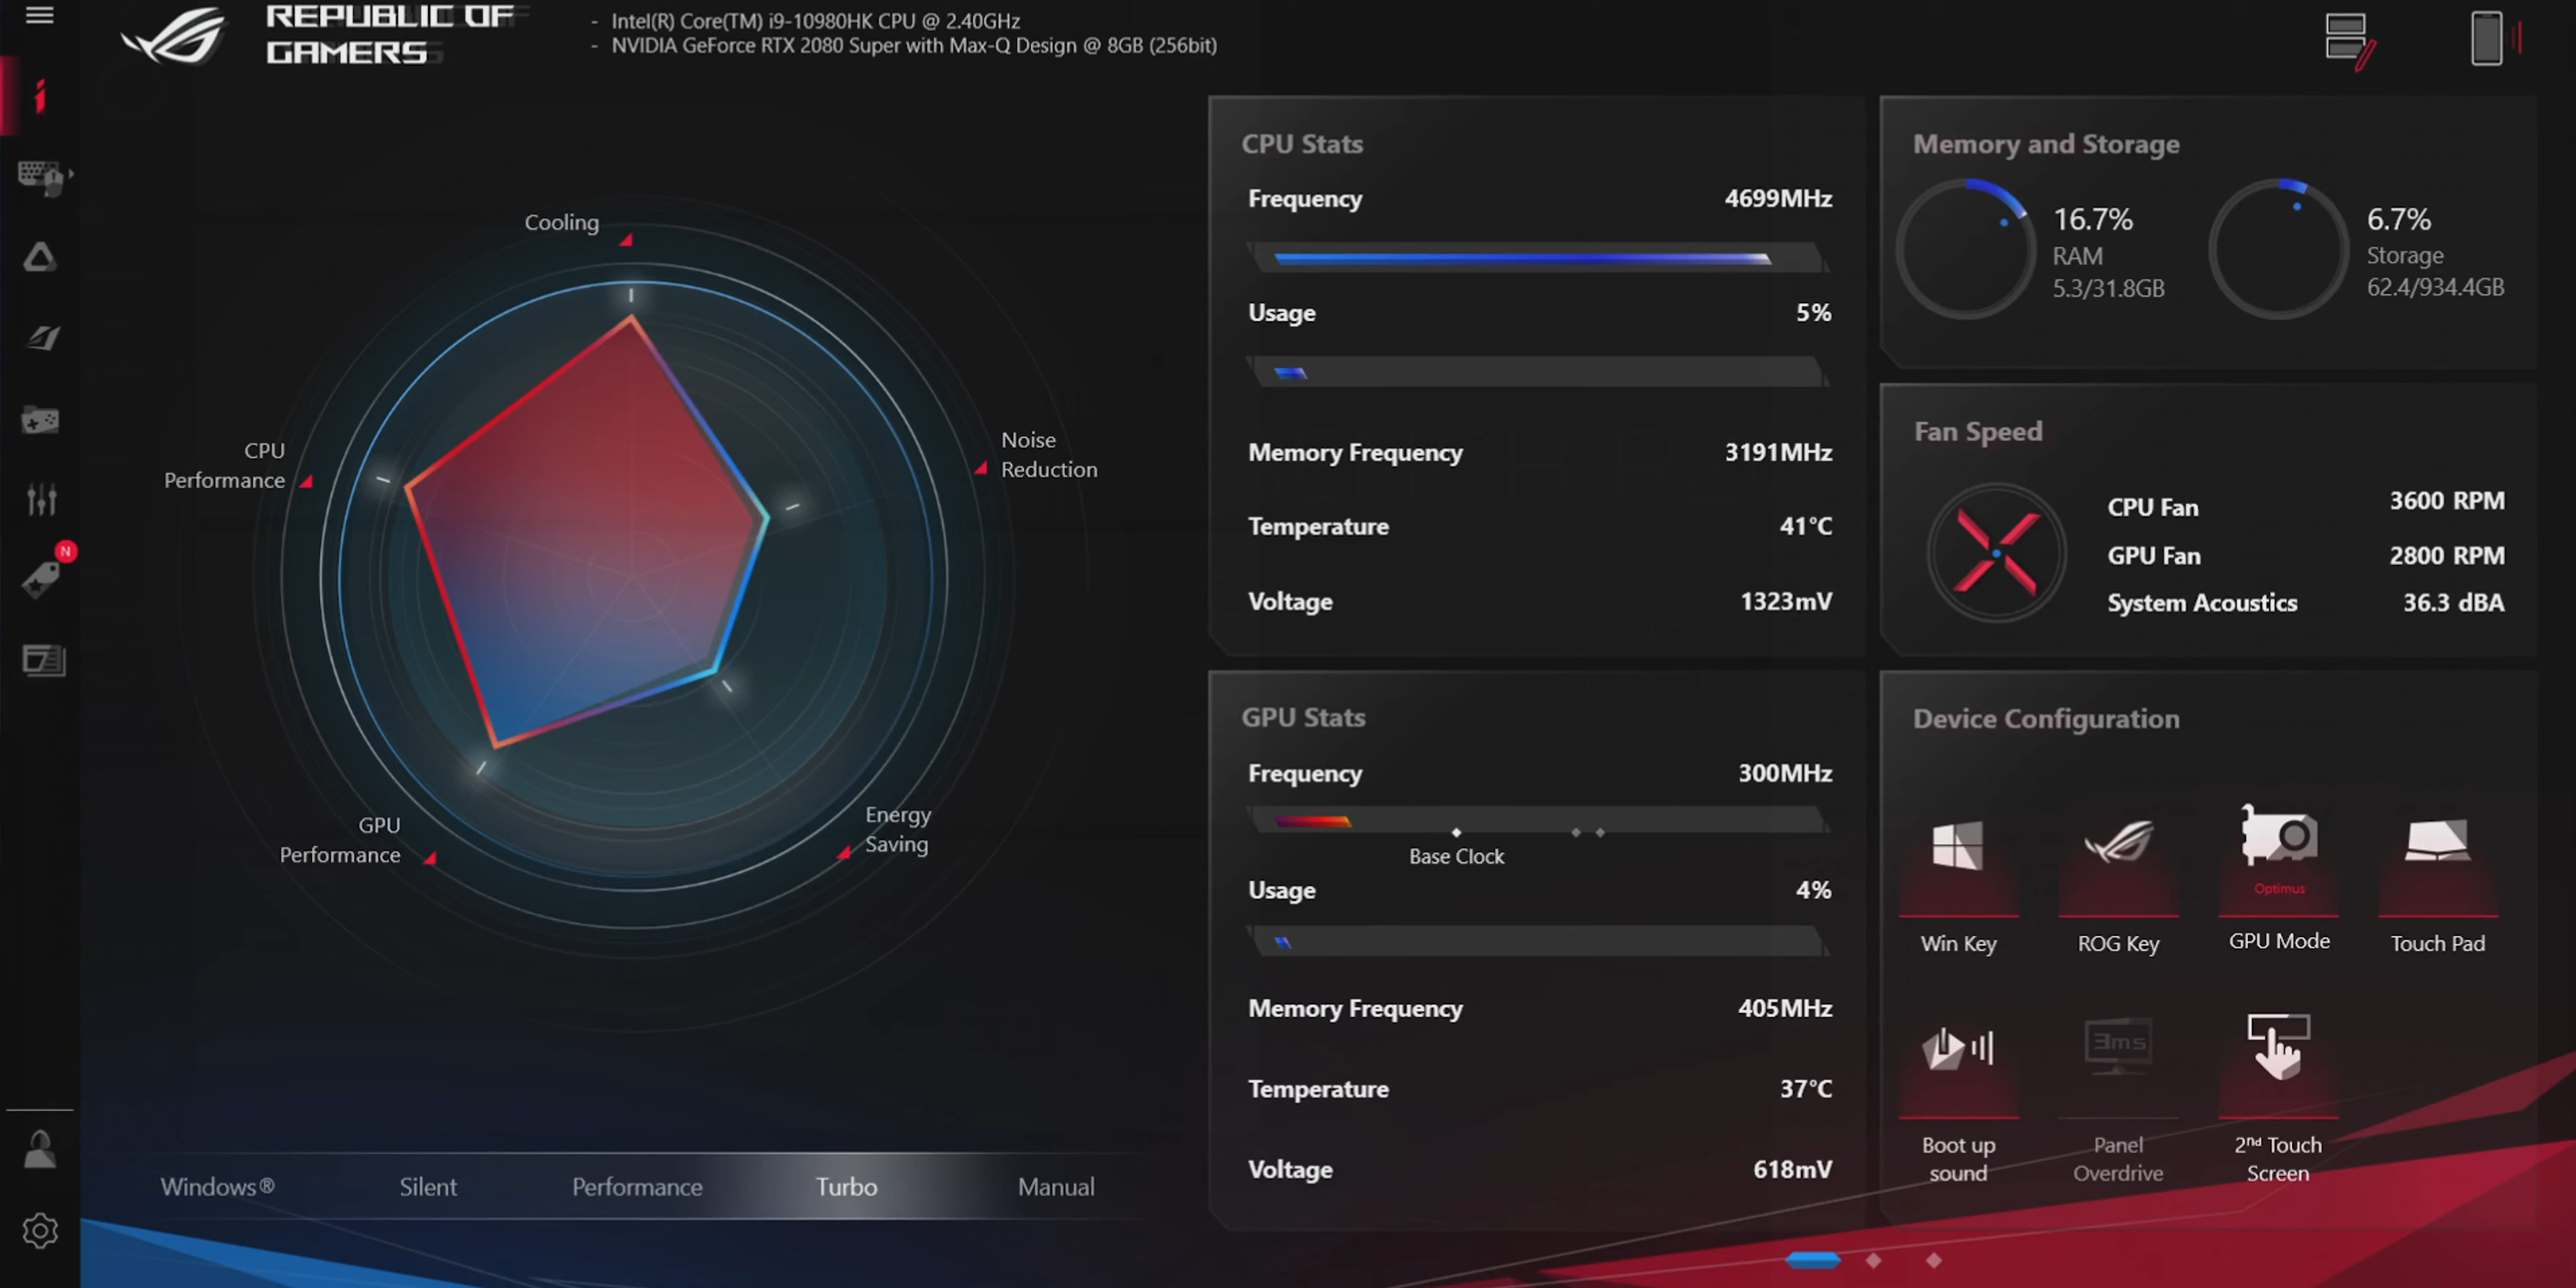 REPUBLIC OF
GAMERS
- Intel(R) Core(TM) i9-10980HK CPU @ 2.40GHz
- NVIDIA GeForce RTX 2080 Super with Max-Q Design @ 8GB (256bit)
Cooling
Noise
Reduction
CPU
Performance
GPU
Performance
Energy
Saving
N
Windows®
Silent
Performance
Turbo
Manual
CPU Stats
Frequency 4699MHz
Usage 5%
Memory Frequency 3191MHz
Temperature 41°C
Voltage 1323mV
GPU Stats
Frequency 300MHz
Base Clock
Usage 4%
Memory Frequency 405MHz
Temperature 37°C
Voltage 618mV
Memory and Storage
16.7%
RAM
5.3/31.8GB
6.7%
Storage
62.4/934.4GB
Fan Speed
CPU Fan 3600 RPM
GPU Fan 2800 RPM
System Acoustics 36.3 dBA
Device Configuration
Win Key
ROG Key
Optimus
GPU Mode
Touch Pad
Boot up
sound
3ms
Panel
Overdrive
2nd Touch
Screen